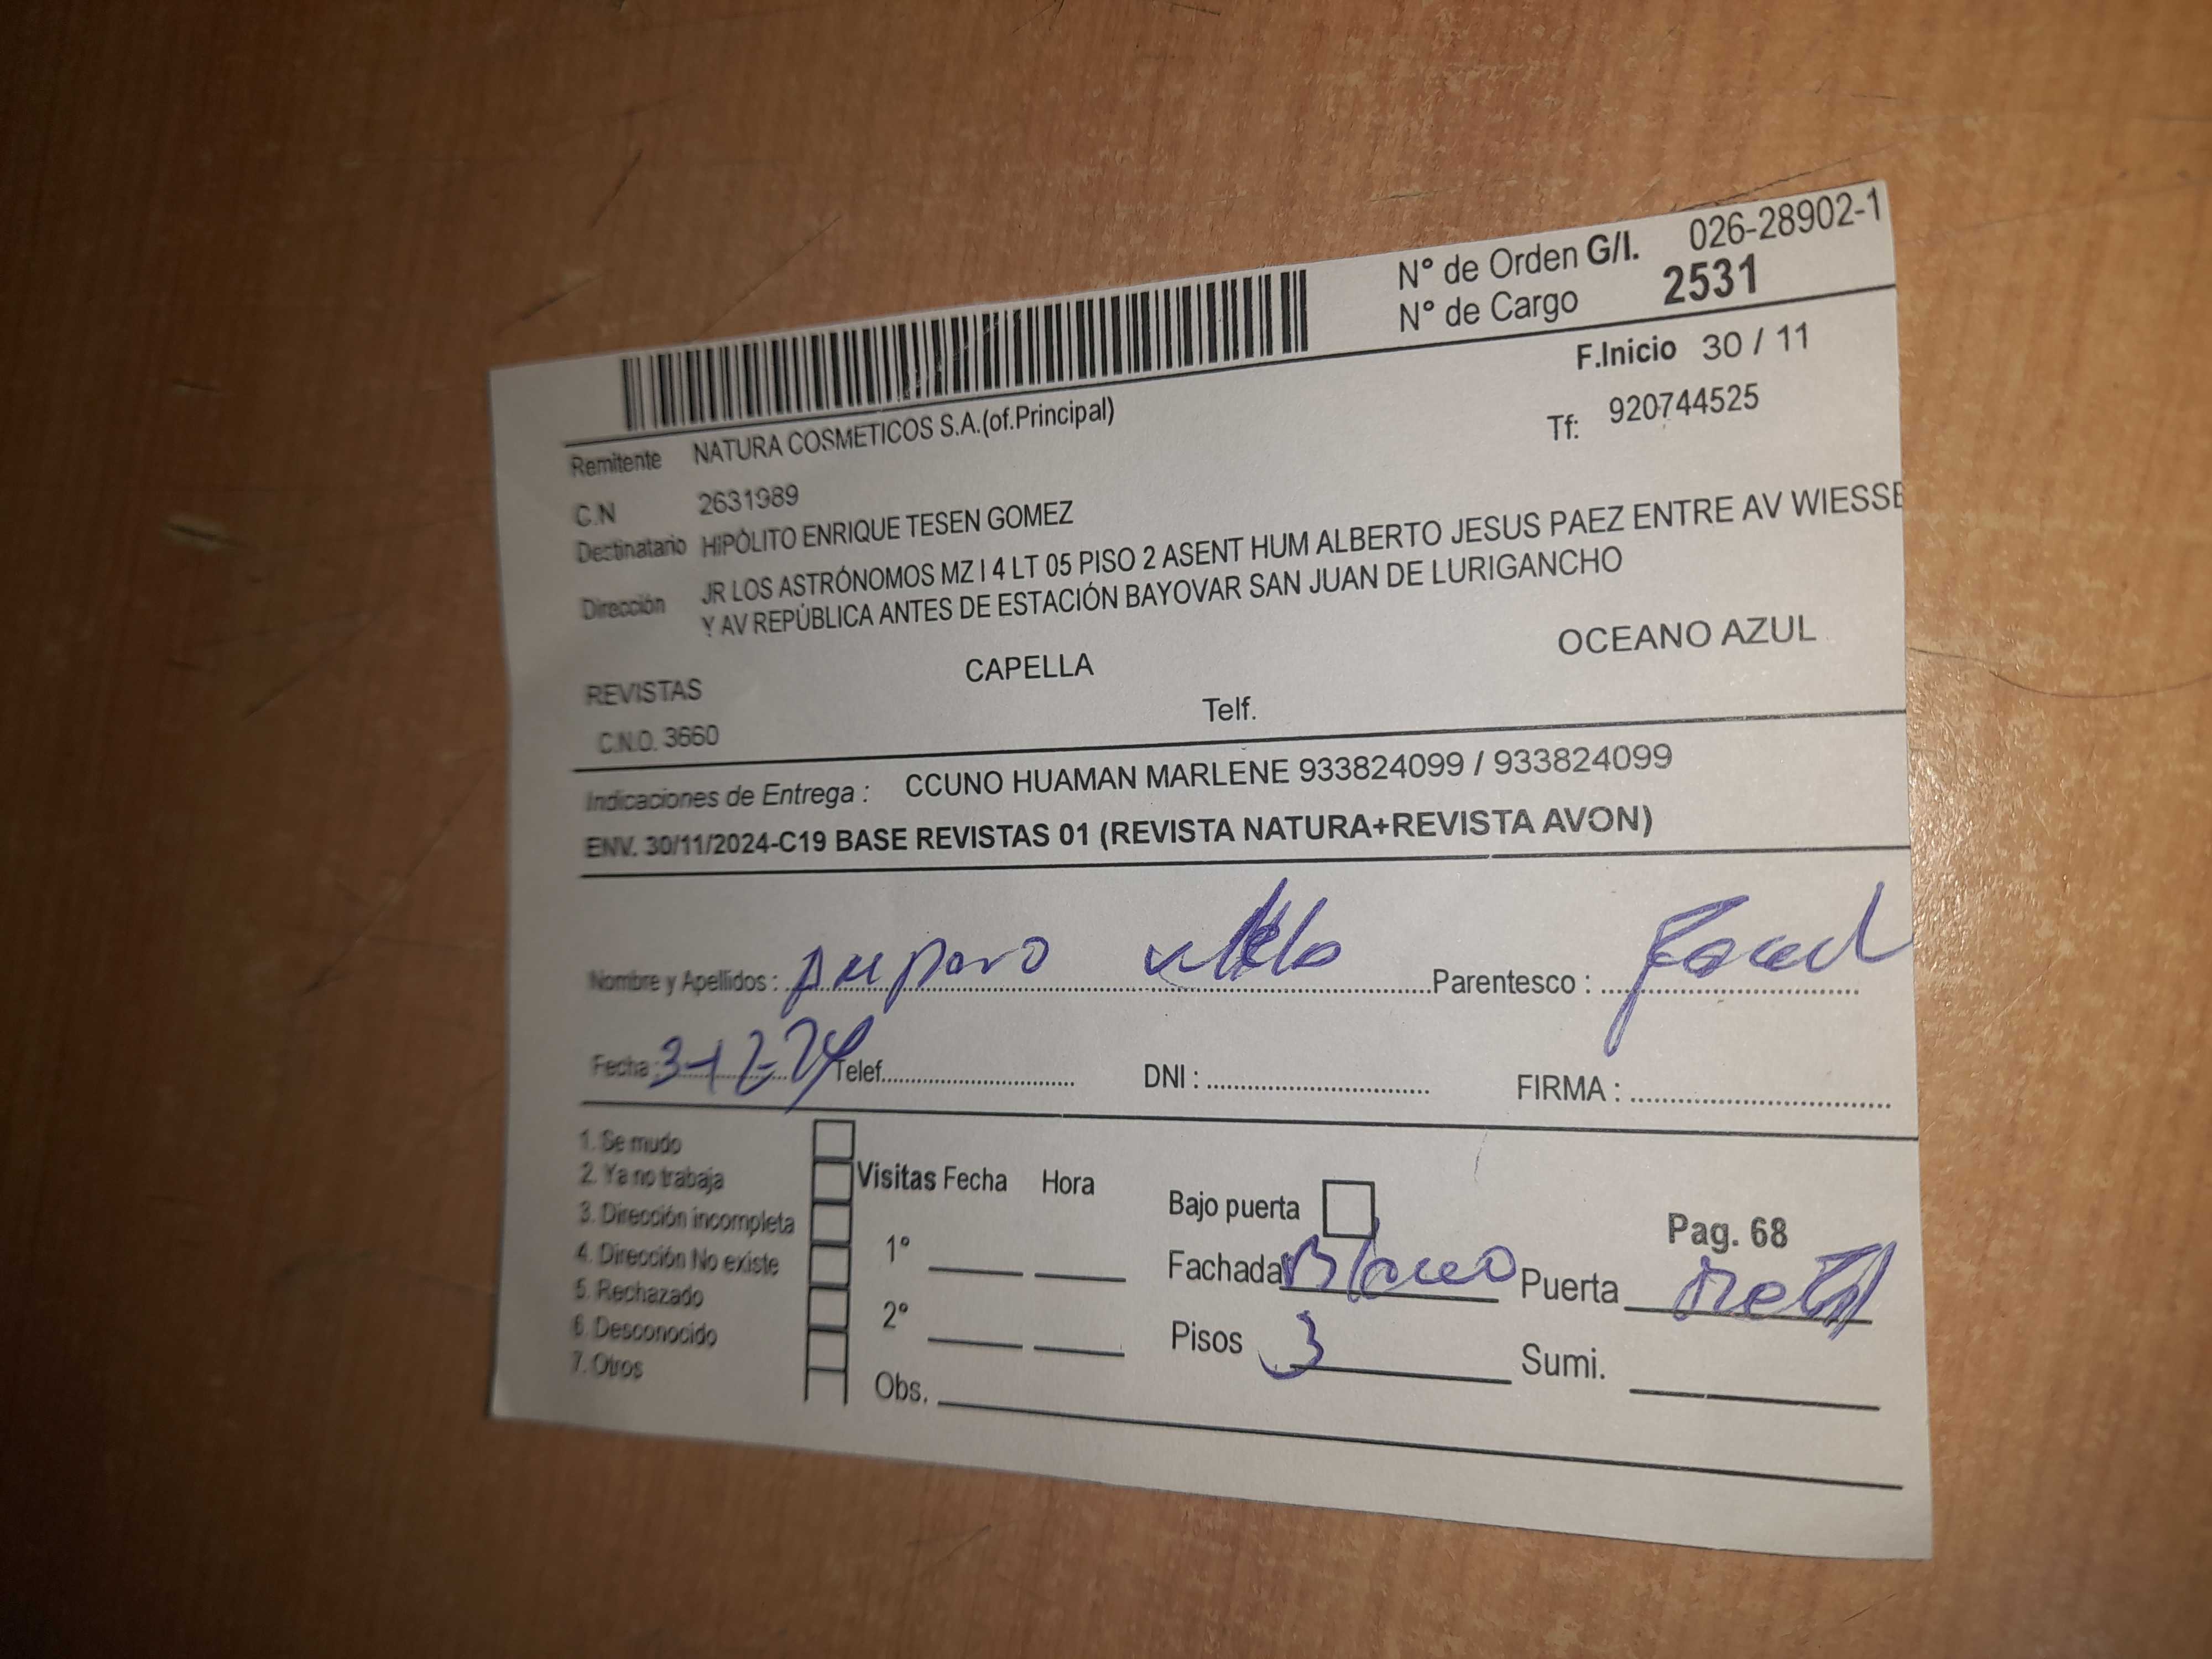 N° de Orden G/I. 026-28902-1
N° de Cargo 2531
F.Inicio 30 / 11
Remitente NATURA COSMETICOS S.A.(of.Principal)
Tf: 920744525
C.N 2631989
Destinatario HIPÓLITO ENRIQUE TESEN GOMEZ
Dirección JR LOS ASTRÓNOMOS MZ I 4 LT 05 PISO 2 ASENT HUM ALBERTO JESUS PAEZ ENTRE AV WIESSE
Y AV REPÚBLICA ANTES DE ESTACIÓN BAYOVAR SAN JUAN DE LURIGANCHO
REVISTAS CAPELLA OCEANO AZUL
C.N.O. 3660 Telf.
Indicaciones de Entrega : CCUNO HUAMAN MARLENE 933824099 / 933824099
ENV. 30/11/2024-C19 BASE REVISTAS 01 (REVISTA NATURA+REVISTA AVON)
Nombre y Apellidos : Amparo Parentesco :
Fecha : 3-12-24 Telef. DNI : FIRMA :
1. Se mudo
2. Ya no trabaja
3. Dirección incompleta
4. Dirección No existe
5. Rechazado
6. Desconocido
7. Otros
Visitas Fecha Hora
1°
2°
Obs.
Bajo puerta
Pag. 68
Fachada Blanco Puerta
Pisos 3 Sumi.